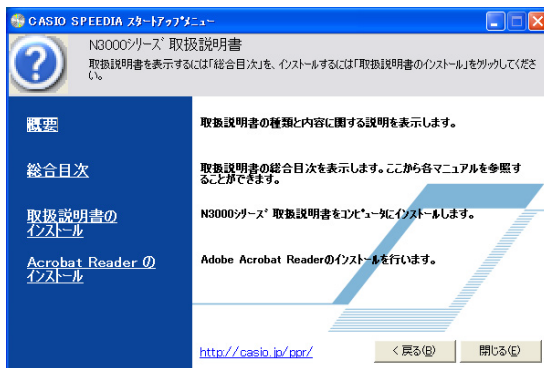 CASIO SPEEDIA スタートアップメニュー
N3000シリーズ 取扱説明書
取扱説明書を表示するには「総合目次」を、インストールするには「取扱説明書のインストール」をクリックしてくださ
い。
概要
取扱説明書の種類と内容に関する説明を表示します。
総合目次
取扱説明書の総合目次を表示します。ここから各マニュアルを参照す
ることができます。
取扱説明書の
インストール
N3000シリーズ 取扱説明書をコンピュータにインストールします。
Acrobat Reader の
インストール
Adobe Acrobat Readerのインストールを行います。
http://casio.jp/ppr/
< 戻る(B)
閉じる(E)